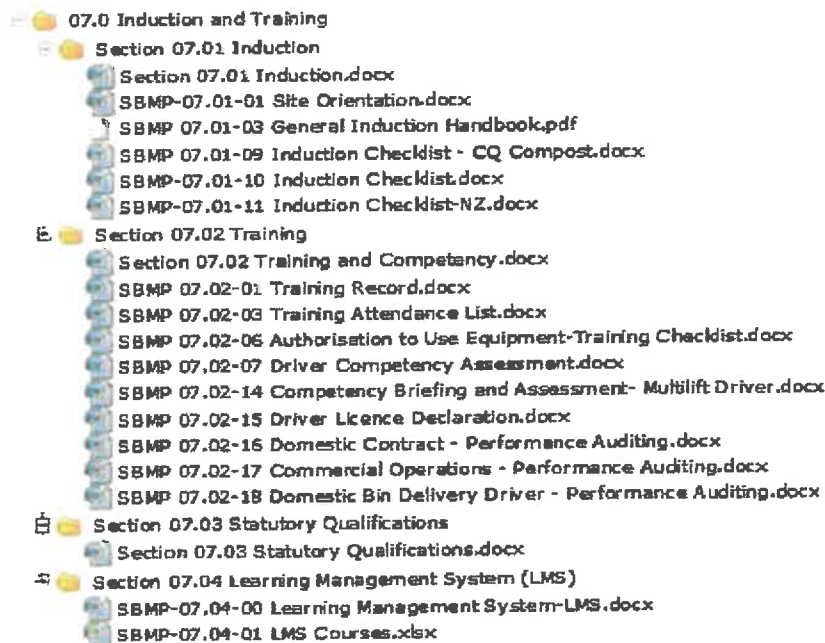 07.0 Induction and Training
Section 07.01 Induction
Section 07.01 Induction.docx
SBMP-07.01-01 Site Orientation.docx
SBMP 07.01-03 General Induction Handbook.pdf
SBMP 07.01-09 Induction Checklist - CQ Compost.docx
SBMP-07.01-10 Induction Checklist.docx
SBMP-07.01-11 Induction Checklist-NZ.docx
Section 07.02 Training
Section 07.02 Training and Competency.docx
SBMP 07.02-01 Training Record.docx
SBMP 07.02-03 Training Attendance List.docx
SBMP 07.02-06 Authorisation to Use Equipment-Training Checklist.docx
SBMP 07.02-07 Driver Competency Assessment.docx
SBMP 07.02-14 Competency Briefing and Assessment- Multilift Driver.docx
SBMP 07.02-15 Driver Licence Declaration.docx
SBMP 07.02-16 Domestic Contract - Performance Auditing.docx
SBMP 07.02-17 Commercial Operations - Performance Auditing.docx
SBMP 07.02-18 Domestic Bin Delivery Driver - Performance Auditing.docx
Section 07.03 Statutory Qualifications
Section 07.03 Statutory Qualifications.docx
Section 07.04 Learning Management System (LMS)
SBMP-07.04-00 Learning Management System-LMS.docx
SBMP-07.04-01 LMS Courses.xlsx